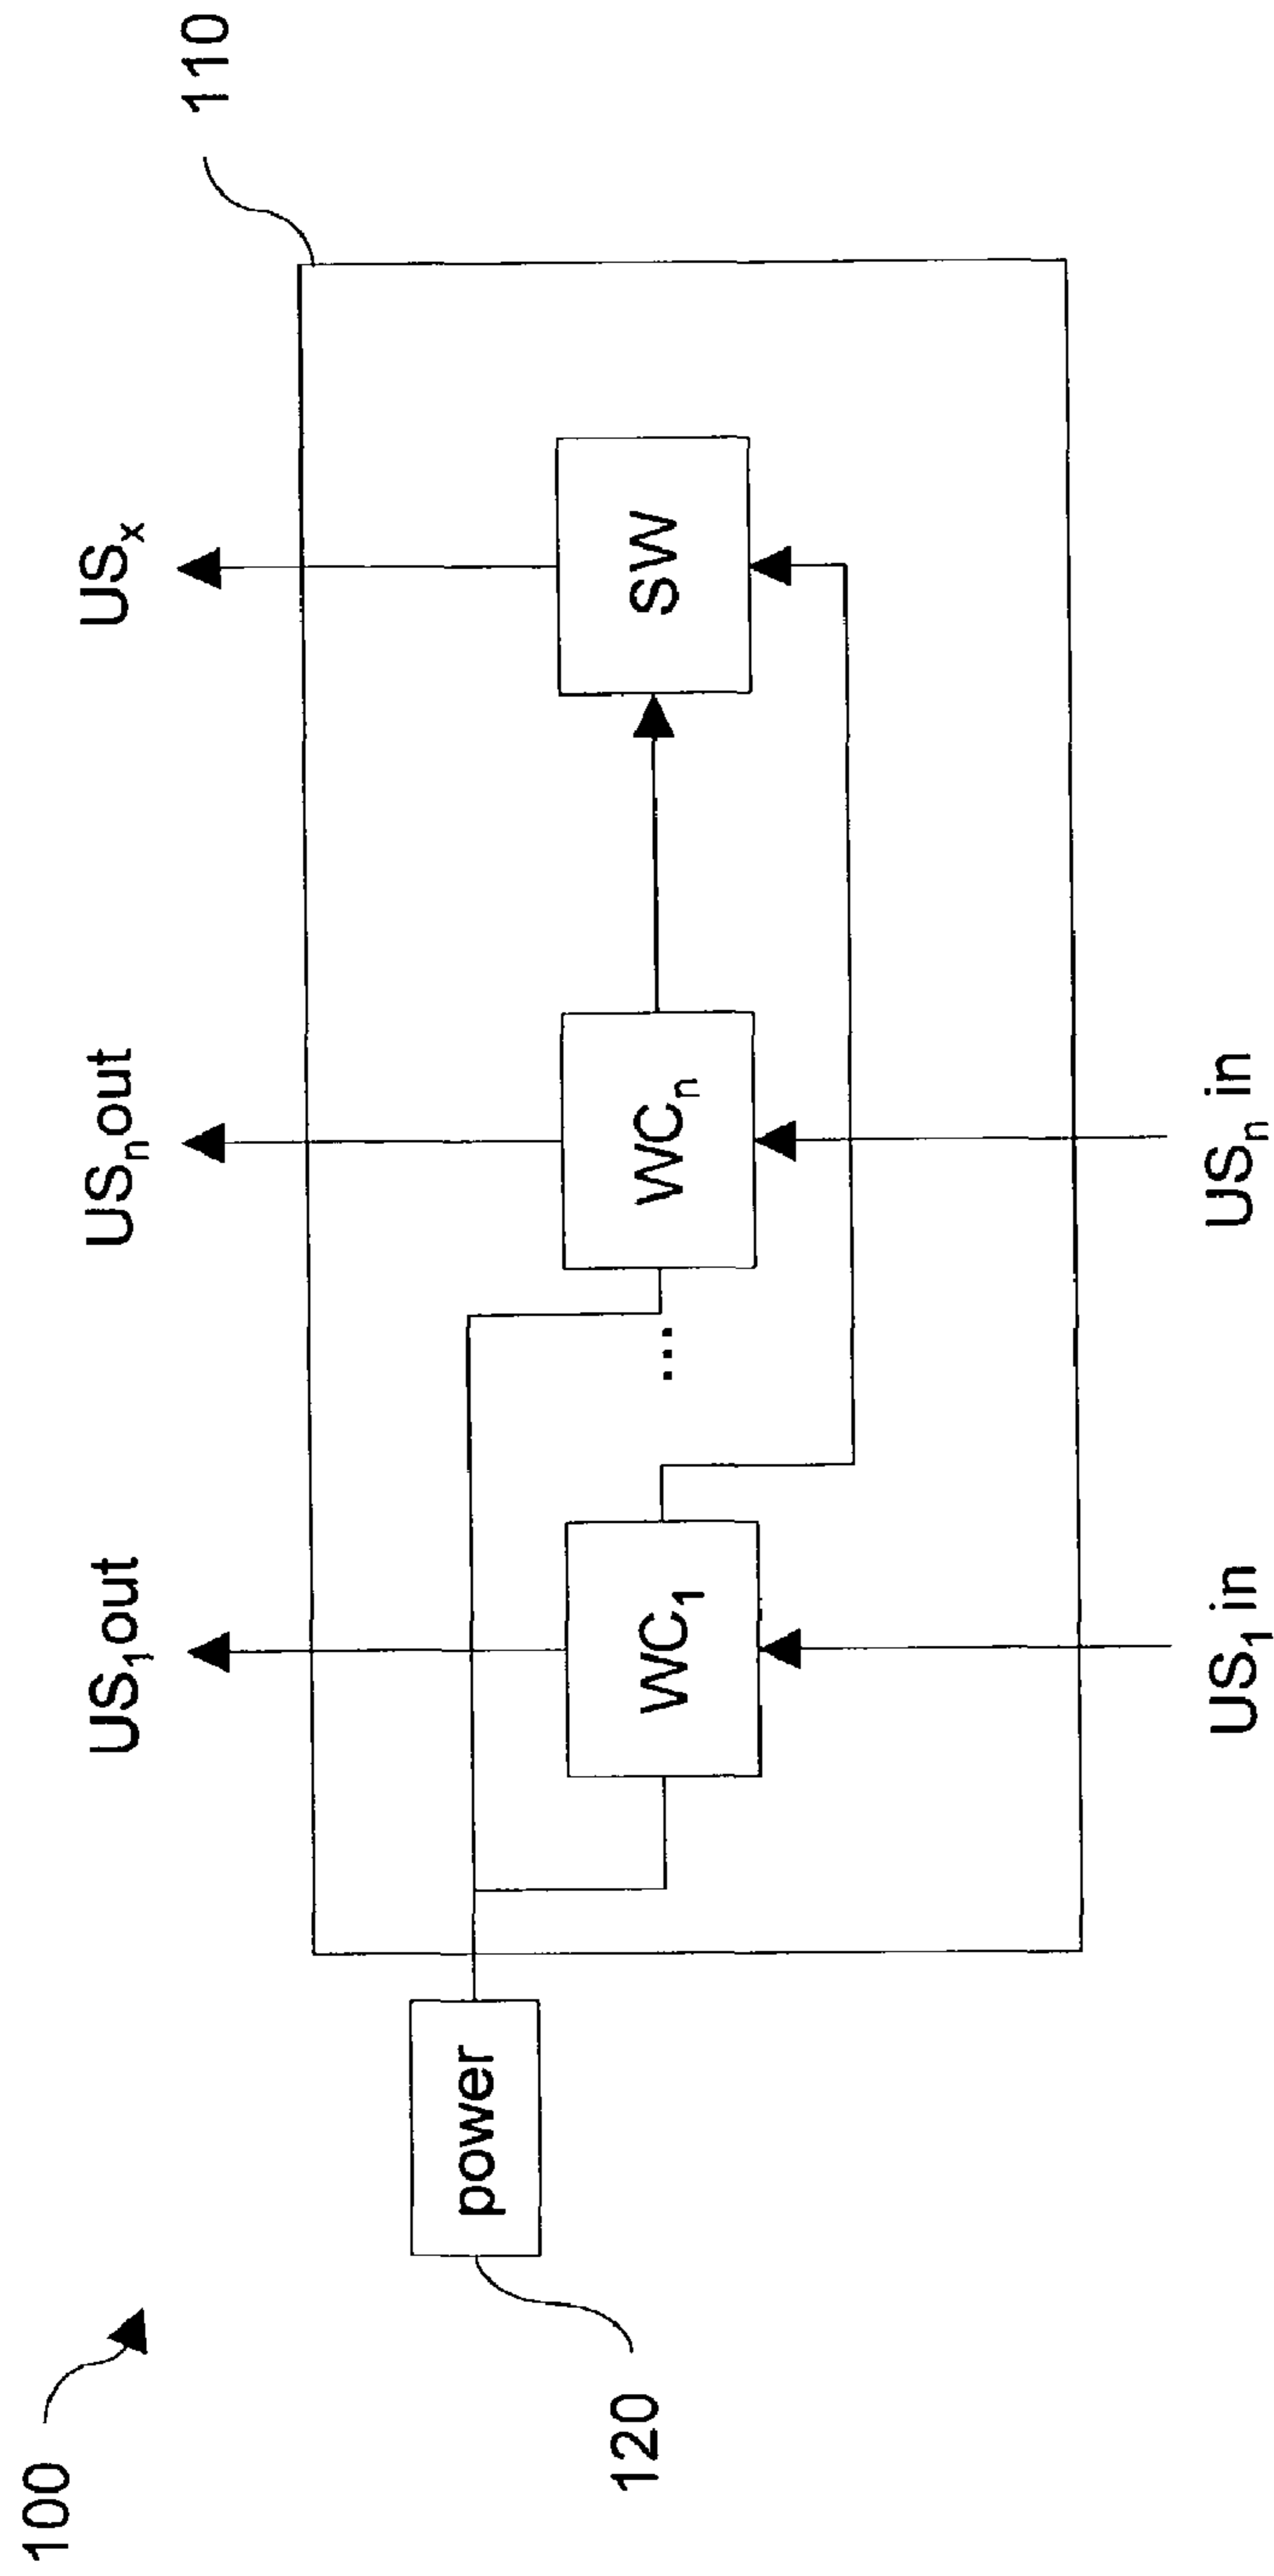 100
110
US₁out
USₙout
USₓ
power
120
WC₁
...
WCₙ
SW
US₁ in
USₙ in